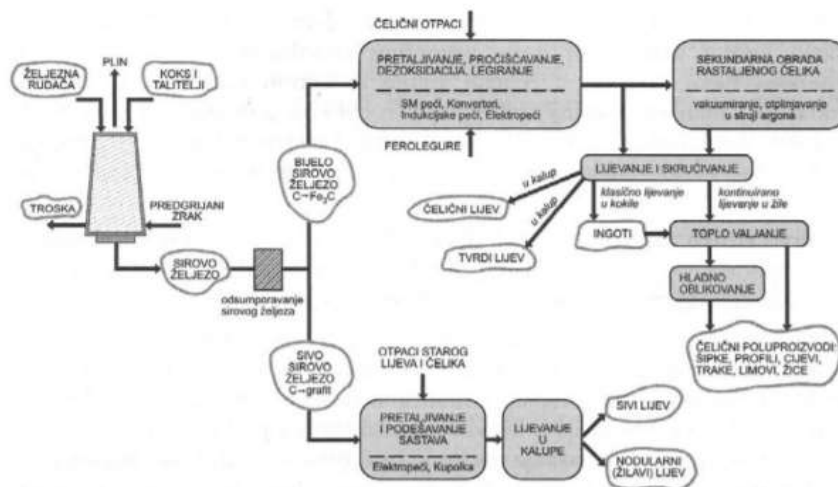 ŽELJEZNA
RUDAČA
PLIN
KOKS I
TALITELJI
TROSKA
PREDGRIJANI
ZRAK
SIROVO
ŽELJEZO
odsumporavanje
sirovog željeza
BIJELO
SIROVO
ŽELJEZO
C→Fe₃C
SIVO
SIROVO
ŽELJEZO
C→grafit
ČELIČNI OTPACI
PRETALJIVANJE, PROČIŠĆAVANJE,
DEZOKSIDACIJA, LEGIRANJE
SM peći, Konvertori,
Indukcijske peći, Elektropeći
FEROLEGURE
SEKUNDARNA OBRADA
RASTALJENOG ČELIKA
vakuumiranje, otplinjavanje
u struji argona
LIJEVANJE I SKRUĆIVANJE
u kalup
u kalup
klasično lijevanje
u kokile
kontinuirano
lijevanje u žile
ČELIČNI LIJEV
TVRDI LIJEV
INGOTI
TOPLO VALJANJE
HLADNO
OBLIKOVANJE
ČELIČNI POLUPROIZVODI:
ŠIPKE, PROFILI, CIJEVI,
TRAKE, LIMOVI, ŽICE
OTPACI STAROG
LIJEVA I ČELIKA
PRETALJIVANJE
I PODEŠAVANJE
SASTAVA
Elektropeći, Kupolka
LIJEVANJE
U
KALUPE
SIVI LIJEV
NODULARNI
(ŽILAVI) LIJEV